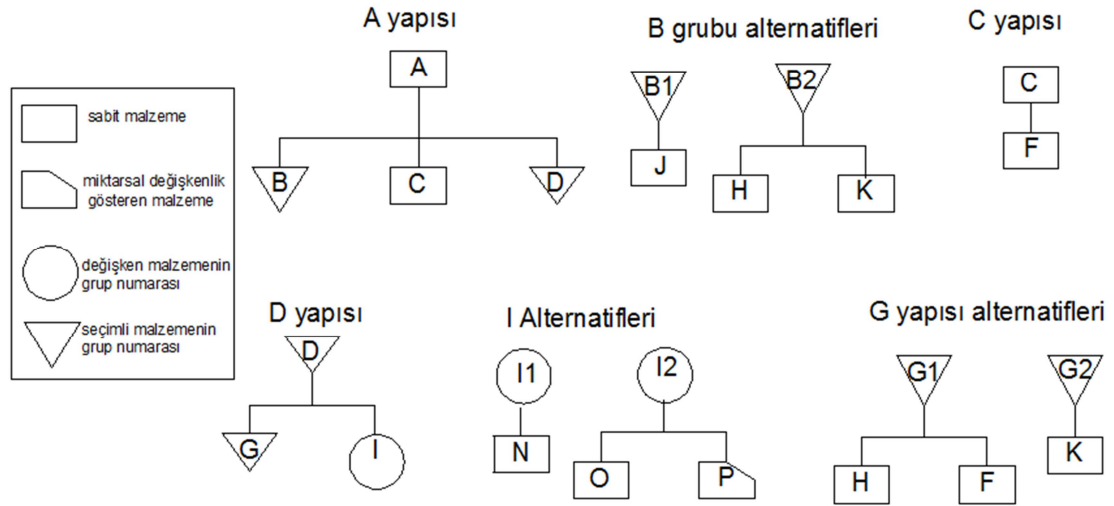 A yapısı
B grubu alternatifleri
C yapısı
sabit malzeme
miktarsal değişkenlik
gösteren malzeme
değişken malzemenin
grup numarası
seçimli malzemenin
grup numarası
A
B
C
D
B1
J
B2
H
K
C
F
D yapısı
D
G
I
I Alternatifleri
I1
N
I2
O
P
G yapısı alternatifleri
G1
H
F
G2
K